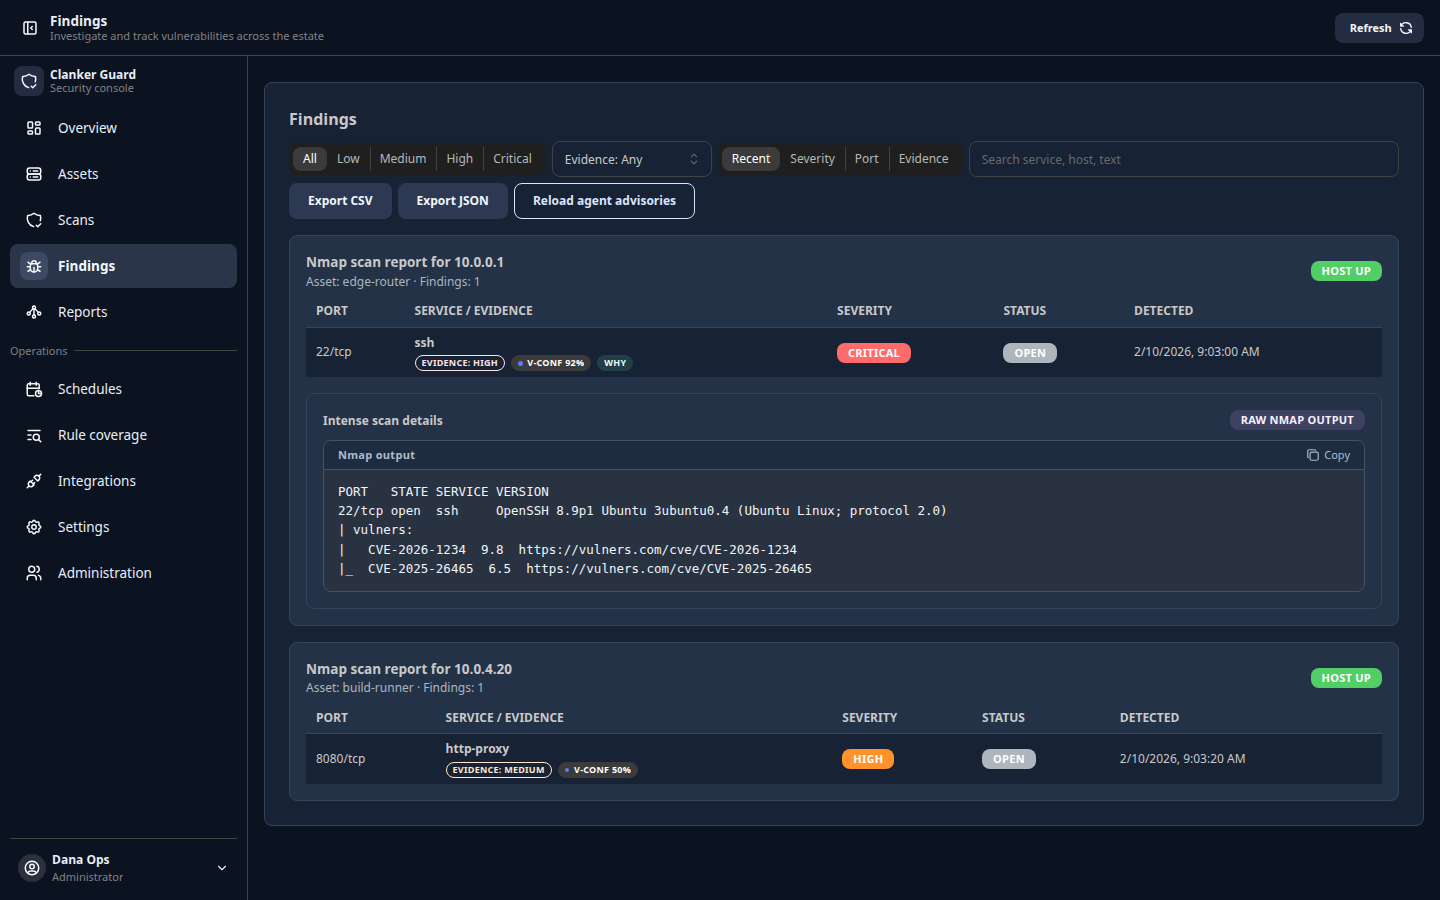 Findings
Investigate and track vulnerabilities across the estate
Refresh
Clanker Guard
Security console
Overview
Assets
Scans
Findings
Reports
Operations
Schedules
Rule coverage
Integrations
Settings
Administration
Dana Ops
Administrator
Findings
All Low Medium High Critical
Evidence: Any
Recent Severity Port Evidence
Search service, host, text
Export CSV
Export JSON
Reload agent advisories
Nmap scan report for 10.0.0.1
Asset: edge-router · Findings: 1
HOST UP
PORT SERVICE / EVIDENCE SEVERITY STATUS DETECTED
22/tcp ssh CRITICAL OPEN 2/10/2026, 9:03:00 AM
EVIDENCE: HIGH V-CONF 92% WHY
Intense scan details
RAW NMAP OUTPUT
Nmap output
Copy
PORT   STATE SERVICE VERSION
22/tcp open  ssh     OpenSSH 8.9p1 Ubuntu 3ubuntu0.4 (Ubuntu Linux; protocol 2.0)
| vulners:
|   CVE-2026-1234  9.8  https://vulners.com/cve/CVE-2026-1234
|_  CVE-2025-26465  6.5  https://vulners.com/cve/CVE-2025-26465
Nmap scan report for 10.0.4.20
Asset: build-runner · Findings: 1
HOST UP
PORT SERVICE / EVIDENCE SEVERITY STATUS DETECTED
8080/tcp http-proxy HIGH OPEN 2/10/2026, 9:03:20 AM
EVIDENCE: MEDIUM V-CONF 50%